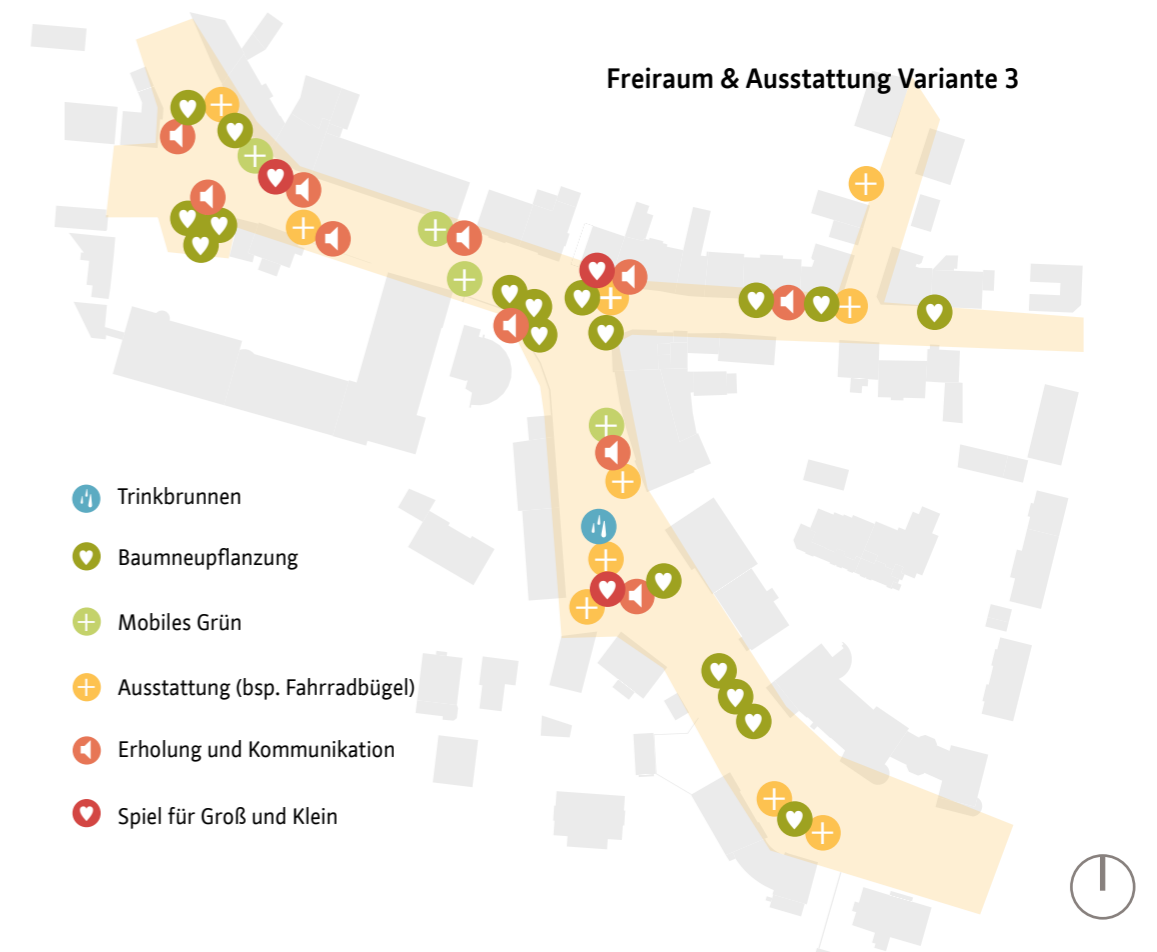 Freiraum & Ausstattung Variante 3
Trinkbrunnen
Baumneupflanzung
Mobiles Grün
Ausstattung (bsp. Fahrradbügel)
Erholung und Kommunikation
Spiel für Groß und Klein